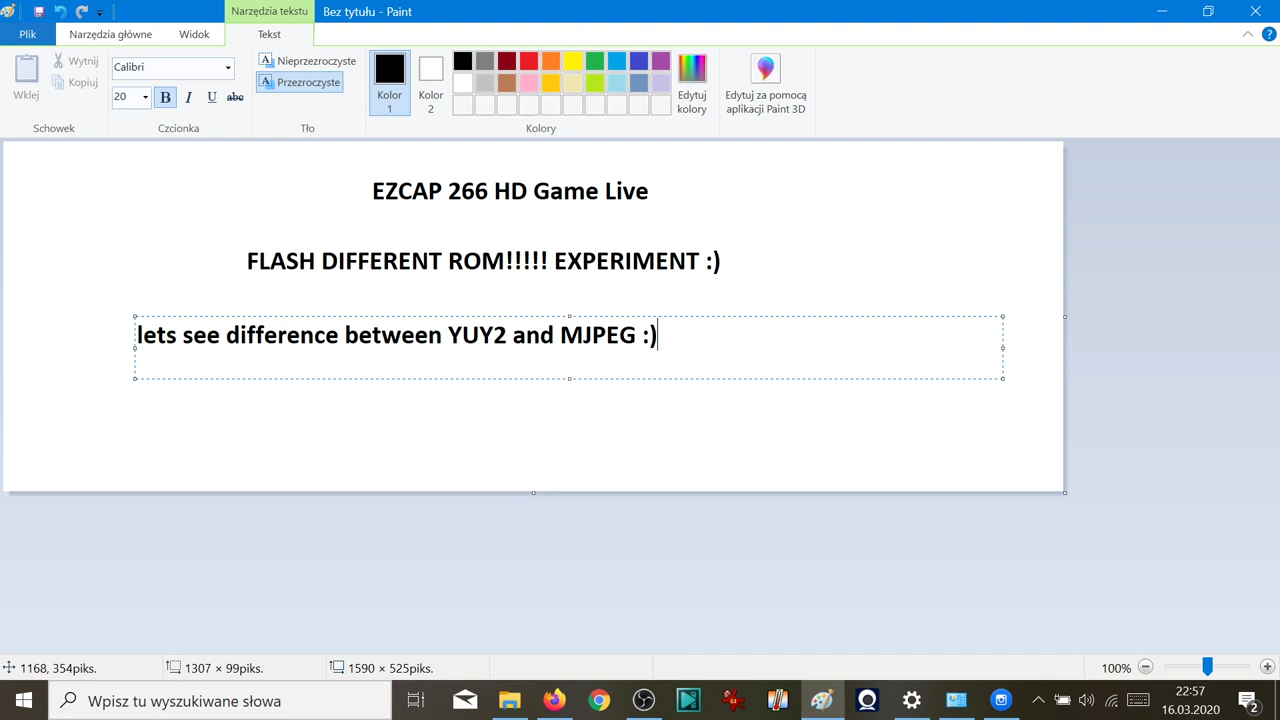 Narzędzia tekstu
Bez tytułu - Paint
Plik
Narzędzia główne
Widok
Tekst
Wklej
Wytnij
Kopiuj
Schowek
Calibri
20
B I U abc
Czcionka
Nieprzezroczyste
Przezroczyste
Tło
Kolor 1
Kolor 2
Edytuj kolory
Kolory
Edytuj za pomocą
aplikacji Paint 3D
EZCAP 266 HD Game Live
FLASH DIFFERENT ROM!!!!! EXPERIMENT :)
lets see difference between YUY2 and MJPEG :)
1168, 354piks.
1307 × 99piks.
1590 × 525piks.
100%
Wpisz tu wyszukiwane słowa
64
22:57
16.03.2020
2